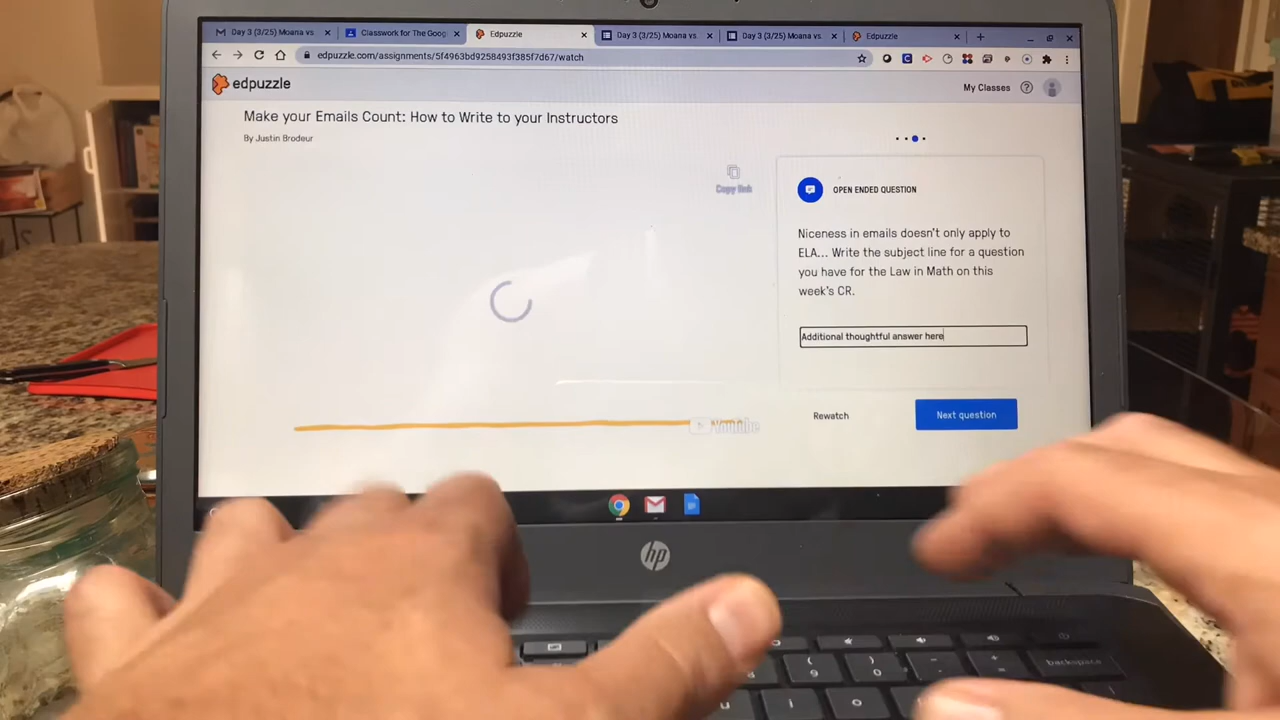 Day 3 (3/25) Moana vs
Classwork for The Goog
Edpuzzle
Day 3 (3/25) Moana vs.
Day 3 (3/25) Moana vs.
Edpuzzle
edpuzzle.com/assignments/5f4963bd9258493f385f7d67/watch
edpuzzle
My Classes
Make your Emails Count: How to Write to your Instructors
By Justin Brodeur
Copy link
OPEN ENDED QUESTION
Niceness in emails doesn't only apply to
ELA... Write the subject line for a question
you have for the Law in Math on this
week's CR.
Additional thoughtful answer here
Rewatch
Next question
YouTube
hp
backspace